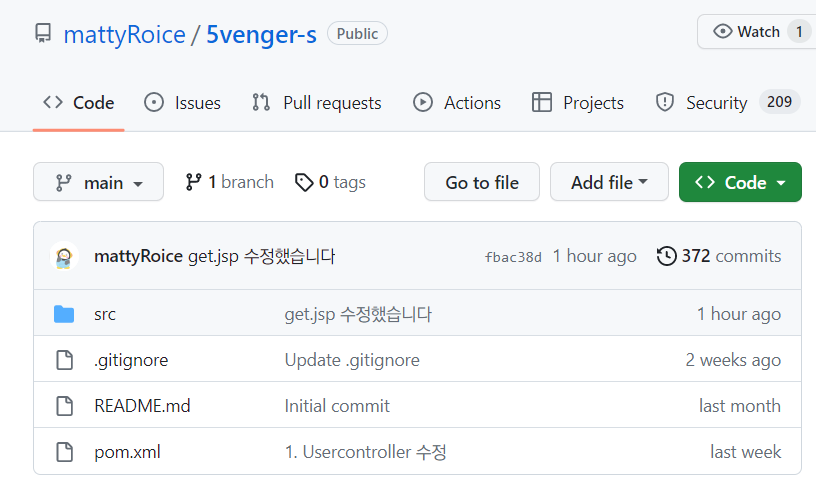 mattyRoice / 5venger-s Public Watch 1
Code Issues Pull requests Actions Projects Security 209
main 1 branch 0 tags Go to file Add file Code
mattyRoice get.jsp 수정했습니다 fbac38d 1 hour ago 372 commits
src get.jsp 수정했습니다 1 hour ago
.gitignore Update .gitignore 2 weeks ago
README.md Initial commit last month
pom.xml 1. Usercontroller 수정 last week